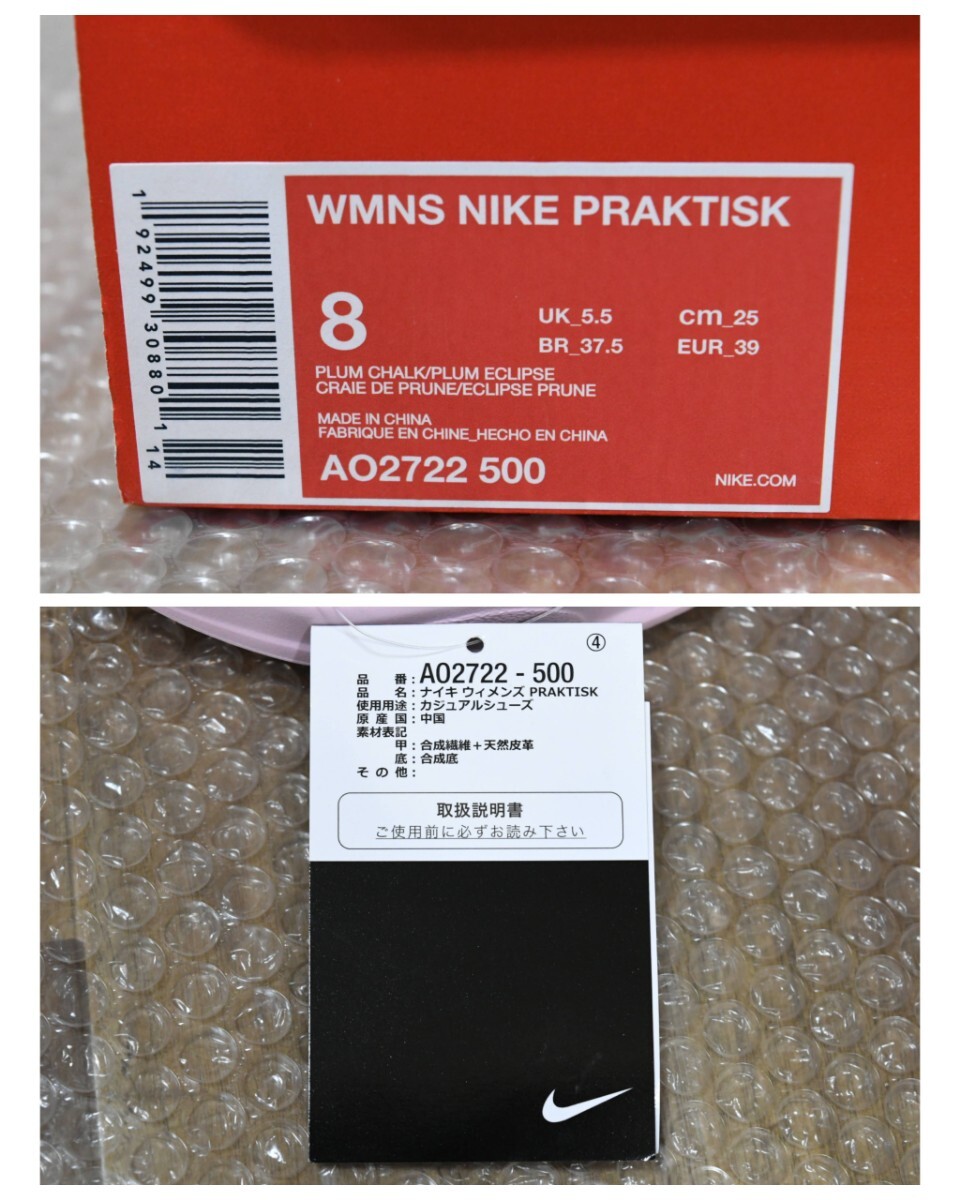 1 92499 30880 1 14
WMNS NIKE PRAKTISK
8
UK_5.5 cm_25
BR_37.5 EUR_39
PLUM CHALK/PLUM ECLIPSE
CRAIE DE PRUNE/ECLIPSE PRUNE
MADE IN CHINA
FABRIQUE EN CHINE_HECHO EN CHINA
AO2722 500
NIKE.COM
④
品 番：AO2722 - 500
品 名：ナイキ ウィメンズ PRAKTISK
使用用途：カジュアルシューズ
原 産 国：中国
素材表記
甲：合成繊維＋天然皮革
底：合成底
そ の 他：
取扱説明書
ご使用前に必ずお読み下さい